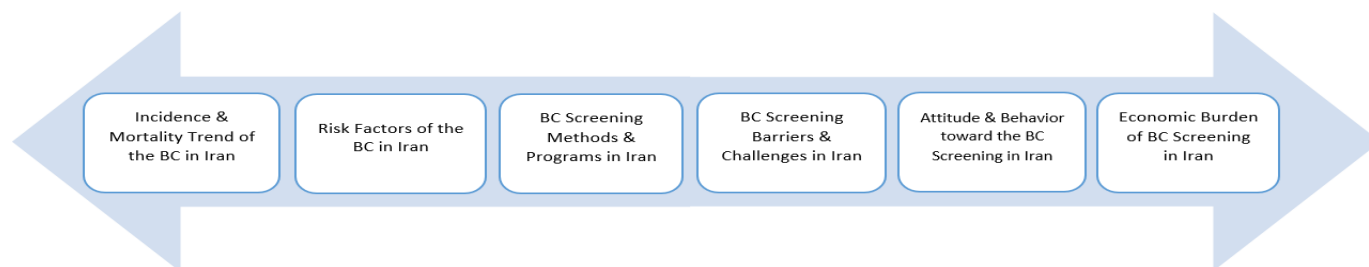 Incidence &
Mortality Trend of
the BC in Iran
Risk Factors of the
BC in Iran
BC Screening
Methods &
Programs in Iran
BC Screening
Barriers &
Challenges in Iran
Attitude & Behavior
toward the BC
Screening in Iran
Economic Burden
of BC Screening
in Iran